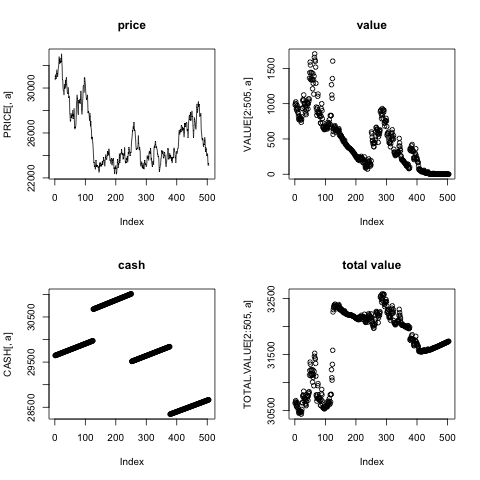 price
PRICE[, a]
22000 26000 30000
0 100 200 300 400 500
Index
value
VALUE[2:505, a]
0 500 1000 1500
0 100 200 300 400 500
Index
cash
CASH[, a]
28500 29500 30500
0 100 200 300 400 500
Index
total value
TOTAL.VALUE[2:505, a]
30500 31500 32500
0 100 200 300 400 500
Index